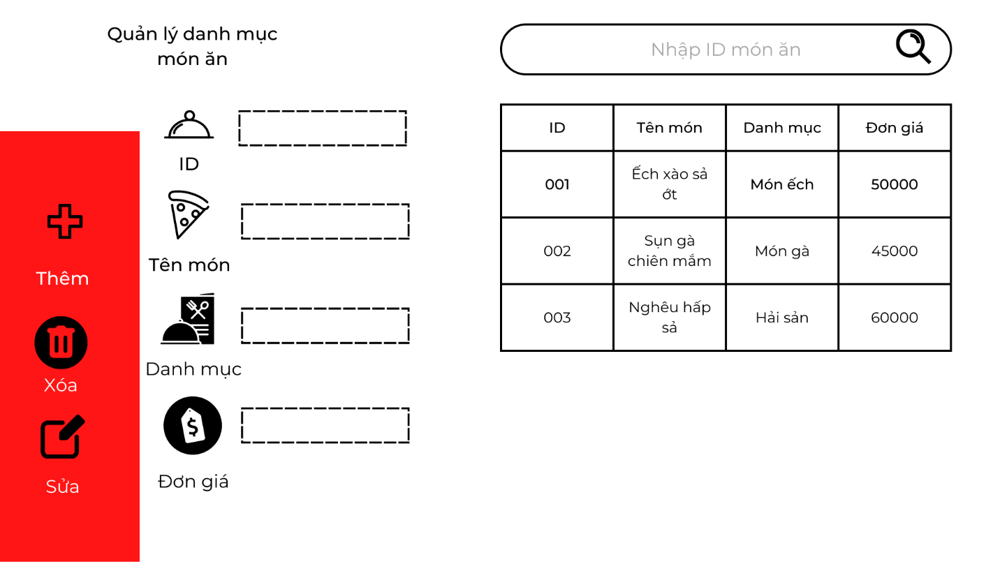 Quản lý danh mục
món ăn
Nhập ID món ăn
ID
Tên món
Danh mục
Đơn giá
Thêm
Xóa
Sửa
ID Tên món Danh mục Đơn giá
001 Ếch xào sả Món ếch 50000
ớt
002 Sụn gà Món gà 45000
chiên mắm
003 Nghêu hấp Hải sản 60000
sả